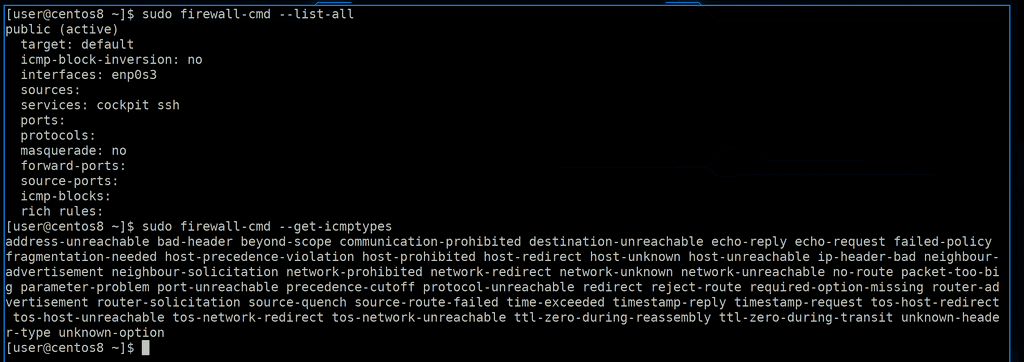 [user@centos8 ~]$ sudo firewall-cmd --list-all
public (active)
  target: default
  icmp-block-inversion: no
  interfaces: enp0s3
  sources:
  services: cockpit ssh
  ports:
  protocols:
  masquerade: no
  forward-ports:
  source-ports:
  icmp-blocks:
  rich rules:
[user@centos8 ~]$ sudo firewall-cmd --get-icmptypes
address-unreachable bad-header beyond-scope communication-prohibited destination-unreachable echo-reply echo-request failed-policy
fragmentation-needed host-precedence-violation host-prohibited host-redirect host-unknown host-unreachable ip-header-bad neighbour-
advertisement neighbour-solicitation network-prohibited network-redirect network-unknown network-unreachable no-route packet-too-bi
g parameter-problem port-unreachable precedence-cutoff protocol-unreachable redirect reject-route required-option-missing router-ad
vertisement router-solicitation source-quench source-route-failed time-exceeded timestamp-reply timestamp-request tos-host-redirect
 tos-host-unreachable tos-network-redirect tos-network-unreachable ttl-zero-during-reassembly ttl-zero-during-transit unknown-heade
r-type unknown-option
[user@centos8 ~]$